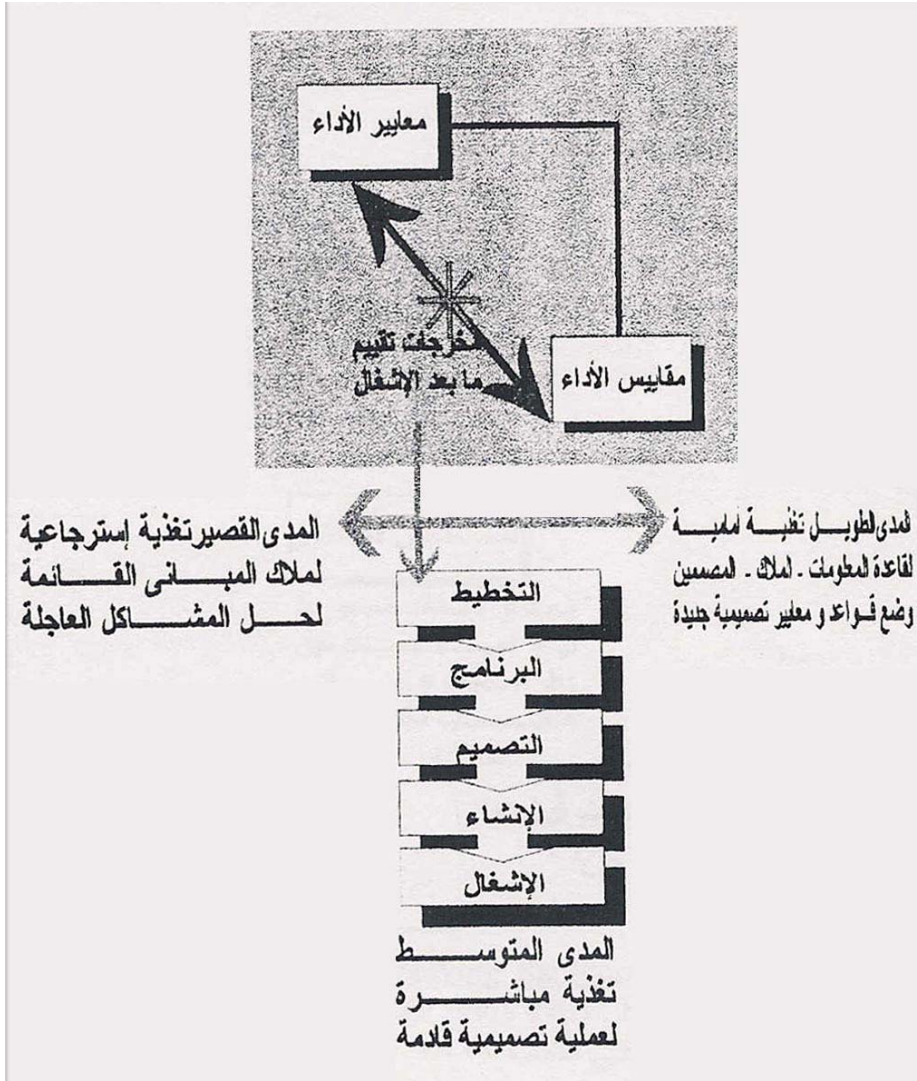 معايير الأداء
مخرجات تقييم
ما بعد الإشغال
مقاييس الأداء
المدى الطويل تغذية أمامية
لقاعدة المعلومات - الملاك - المصممين
وضع قواعد و معايير تصميمية جديدة
المدى القصير تغذية إسترجاعية
لملاك المبانى القائمة
لحل المشاكل العاجلة
التخطيط
البرنامج
التصميم
الإنشاء
الإشغال
المدى المتوسط
تغذية مباشرة
لعملية تصميمية قادمة